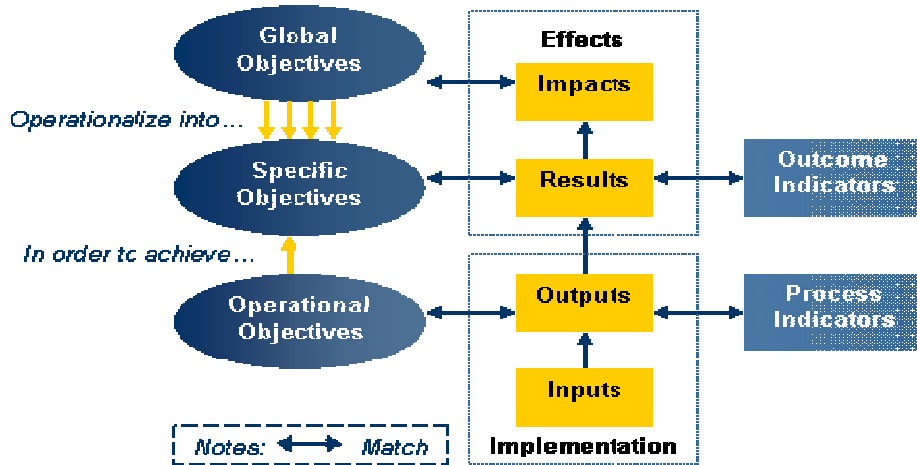 Global
Objectives
Effects
Impacts
Operationalize into...
Specific
Objectives
Results
Outcome
Indicators
In order to achieve...
Operational
Objectives
Outputs
Process
Indicators
Inputs
Notes:
Match
Implementation